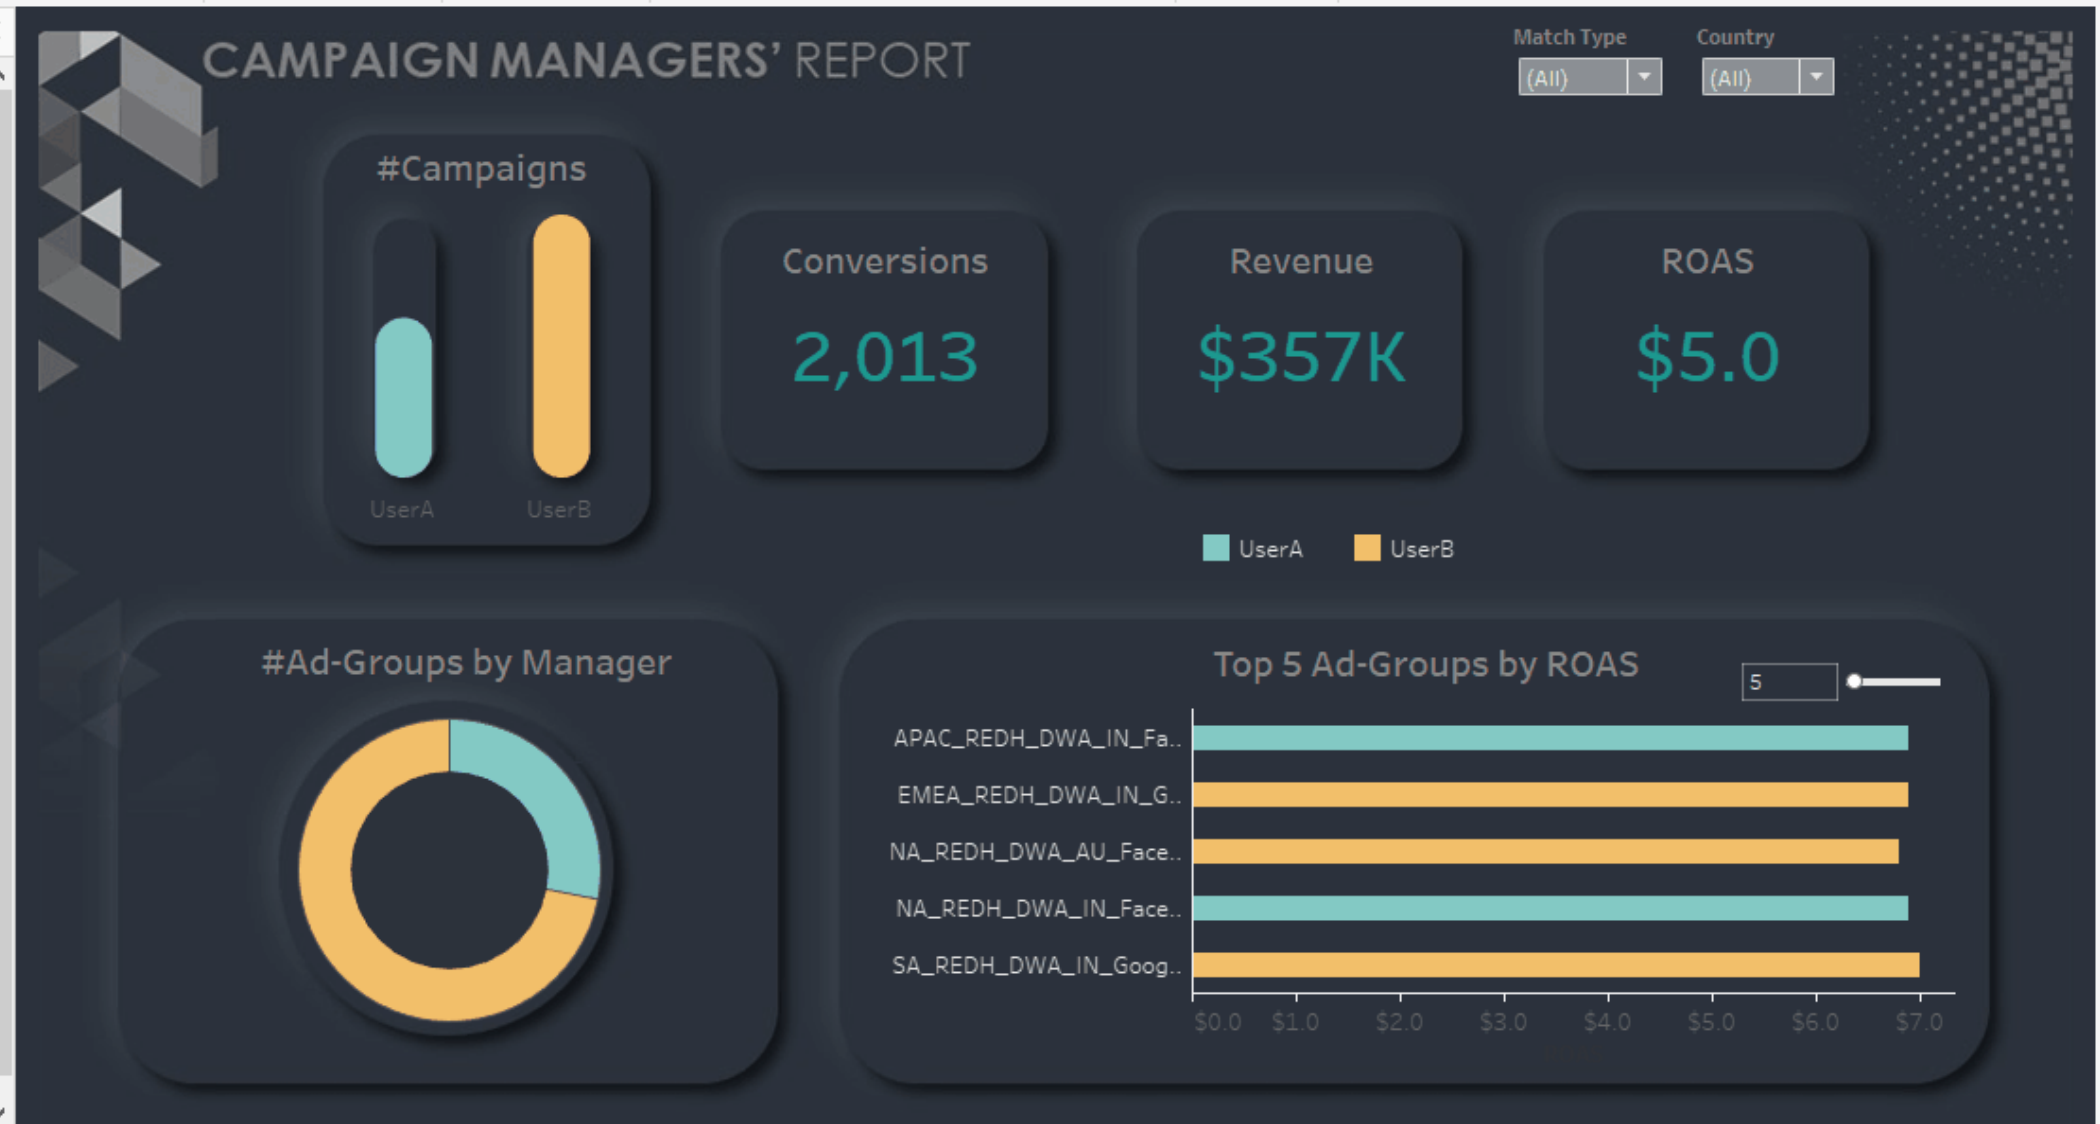 CAMPAIGN MANAGERS’ REPORT
Match Type
Country
(All)
(All)
#Campaigns
UserA
UserB
Conversions
2,013
Revenue
$357K
ROAS
$5.0
UserA
UserB
#Ad-Groups by Manager
Top 5 Ad-Groups by ROAS
5
APAC_REDH_DWA_IN_Fa..
EMEA_REDH_DWA_IN_G..
NA_REDH_DWA_AU_Face..
NA_REDH_DWA_IN_Face..
SA_REDH_DWA_IN_Goog..
$0.0 $1.0 $2.0 $3.0 $4.0 $5.0 $6.0 $7.0